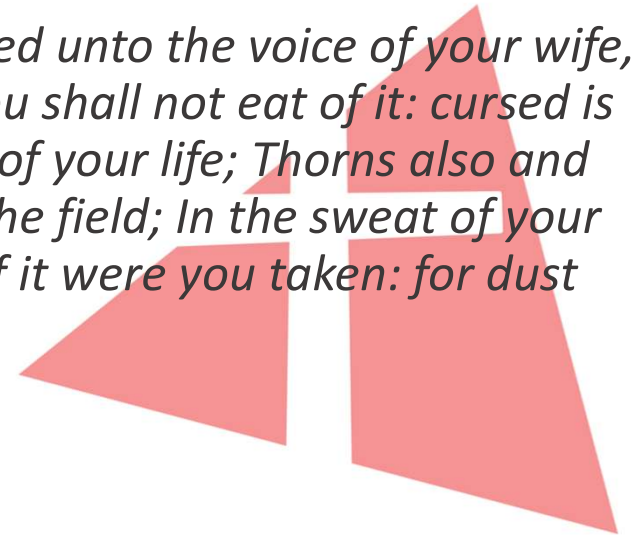 ed unto the voice of your wife,
u shall not eat of it: cursed is
of your life; Thorns also and
he field; In the sweat of your
f it were you taken: for dust